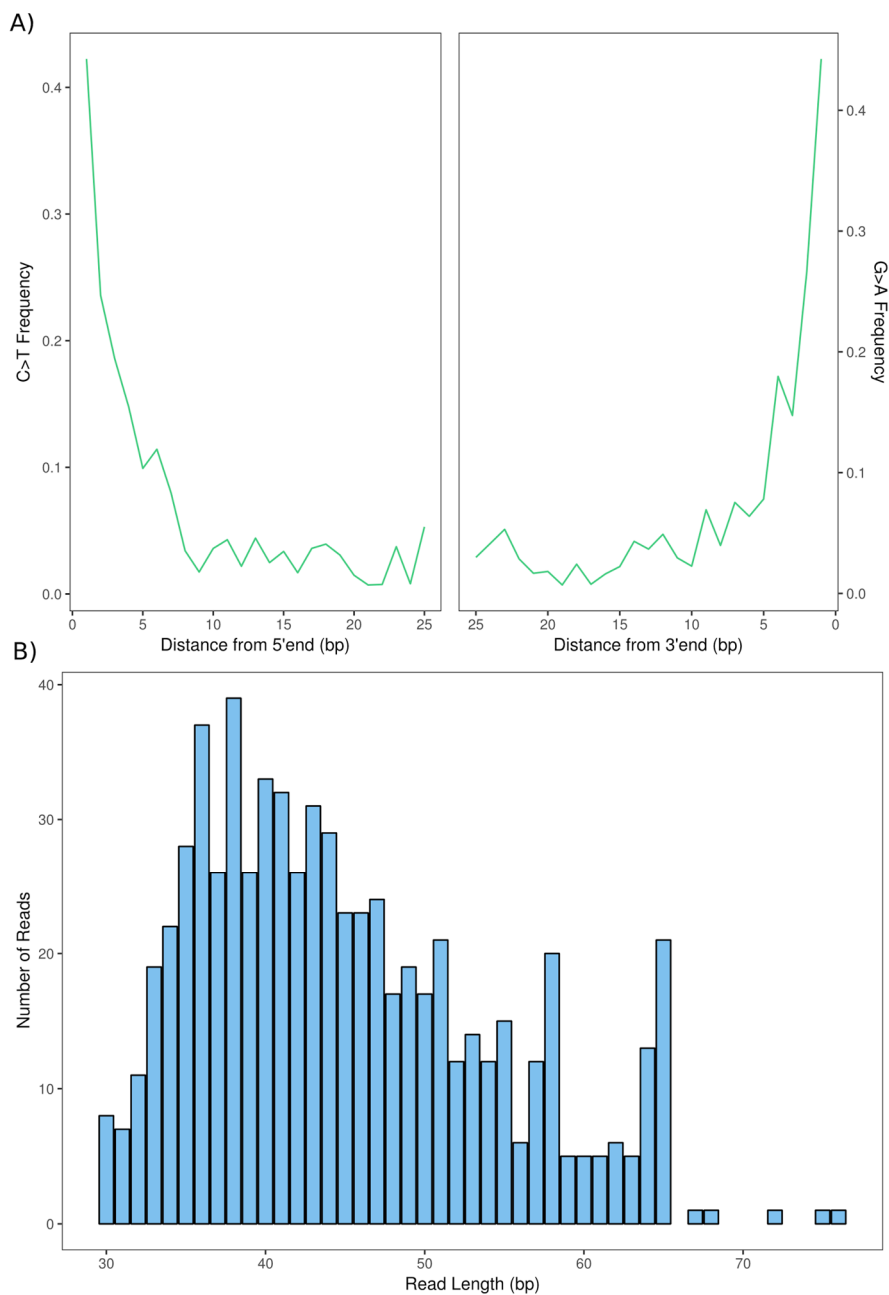 A)
0.4
0.3
0.2
0.1
0.0
C>T Frequency
0 5 10 15 20 25
Distance from 5'end (bp)
0.4
0.3
0.2
0.1
0.0
G>A Frequency
25 20 15 10 5 0
Distance from 3'end (bp)
B)
40
30
20
10
0
Number of Reads
30 40 50 60 70
Read Length (bp)